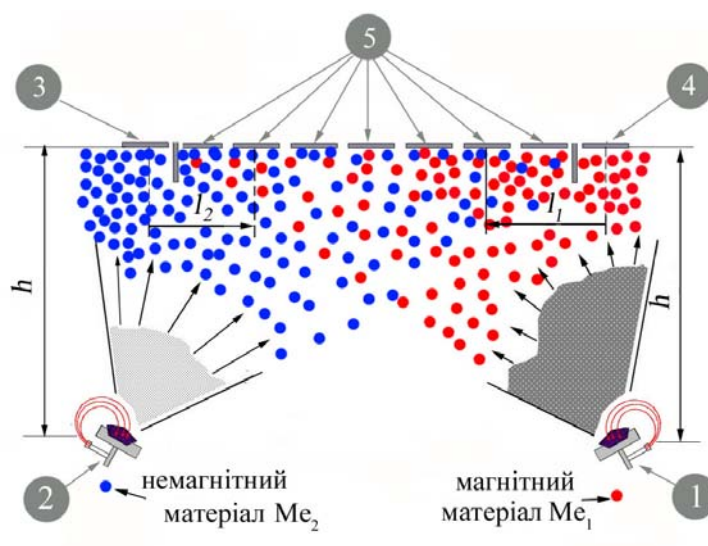 5
3
4
l₂
l₁
h
h
2
немагнітний
матеріал Me₂
магнітний
матеріал Me₁
1